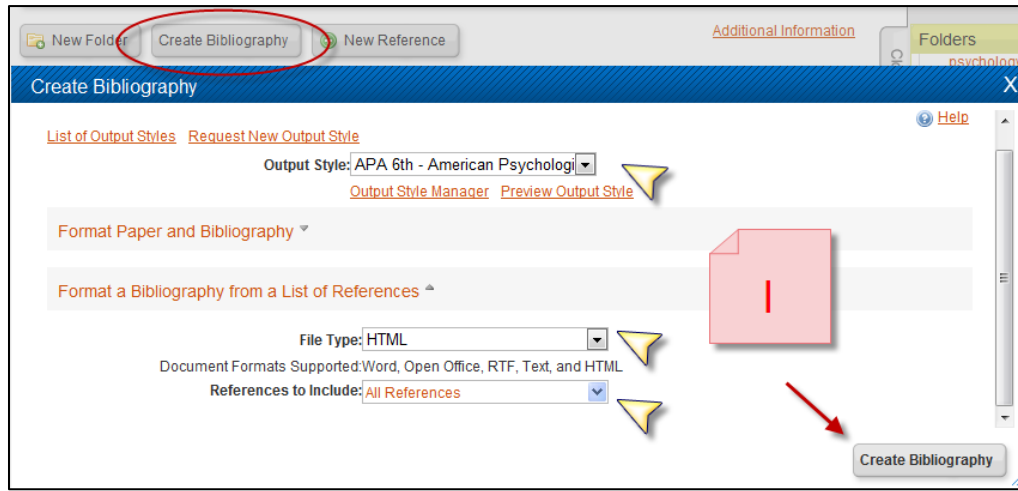 New Folder Create Bibliography New Reference Additional Information
Folders
psychology
Create Bibliography X
Help
List of Output Styles Request New Output Style
Output Style: APA 6th - American Psychologi
Output Style Manager Preview Output Style
Format Paper and Bibliography
Format a Bibliography from a List of References
I
File Type: HTML
Document Formats Supported:Word, Open Office, RTF, Text, and HTML
References to Include: All References
Create Bibliography